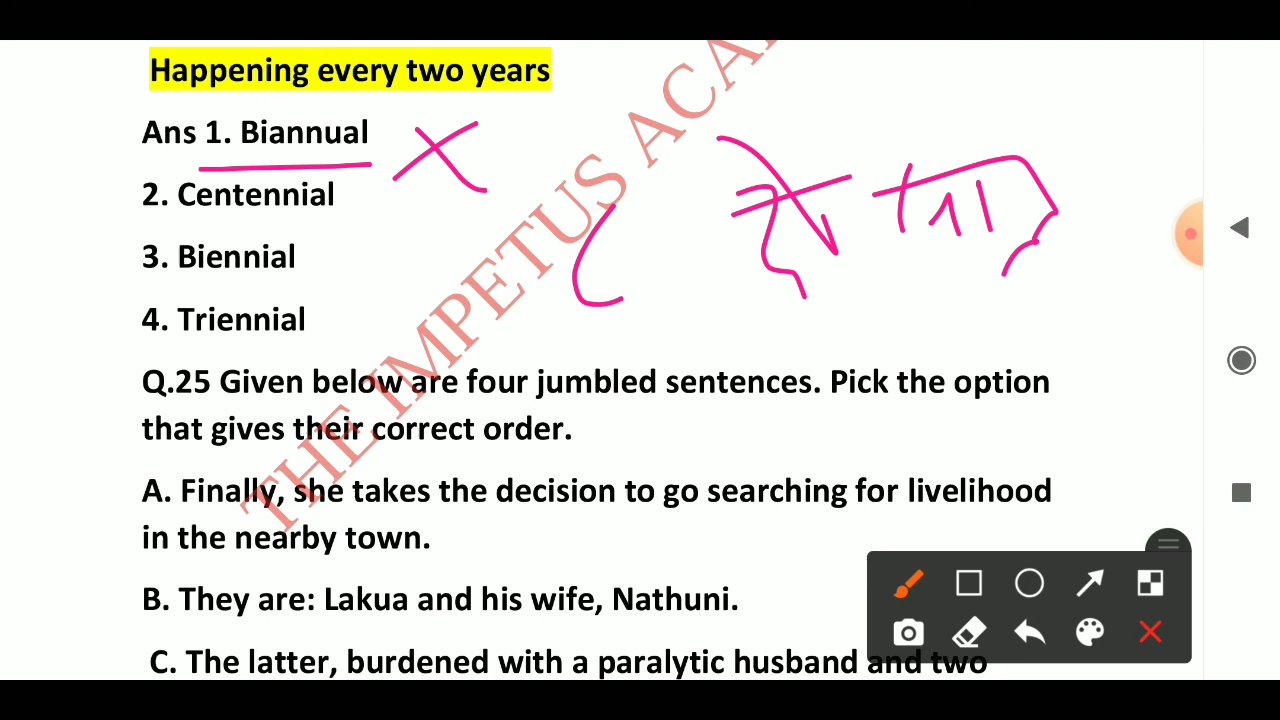 Happening every two years
Ans 1. Biannual
2. Centennial
3. Biennial
4. Triennial
Q.25 Given below are four jumbled sentences. Pick the option
that gives their correct order.
A. Finally, she takes the decision to go searching for livelihood
in the nearby town.
B. They are: Lakua and his wife, Nathuni.
C. The latter, burdened with a paralytic husband and two
THE IMPETUS ACA